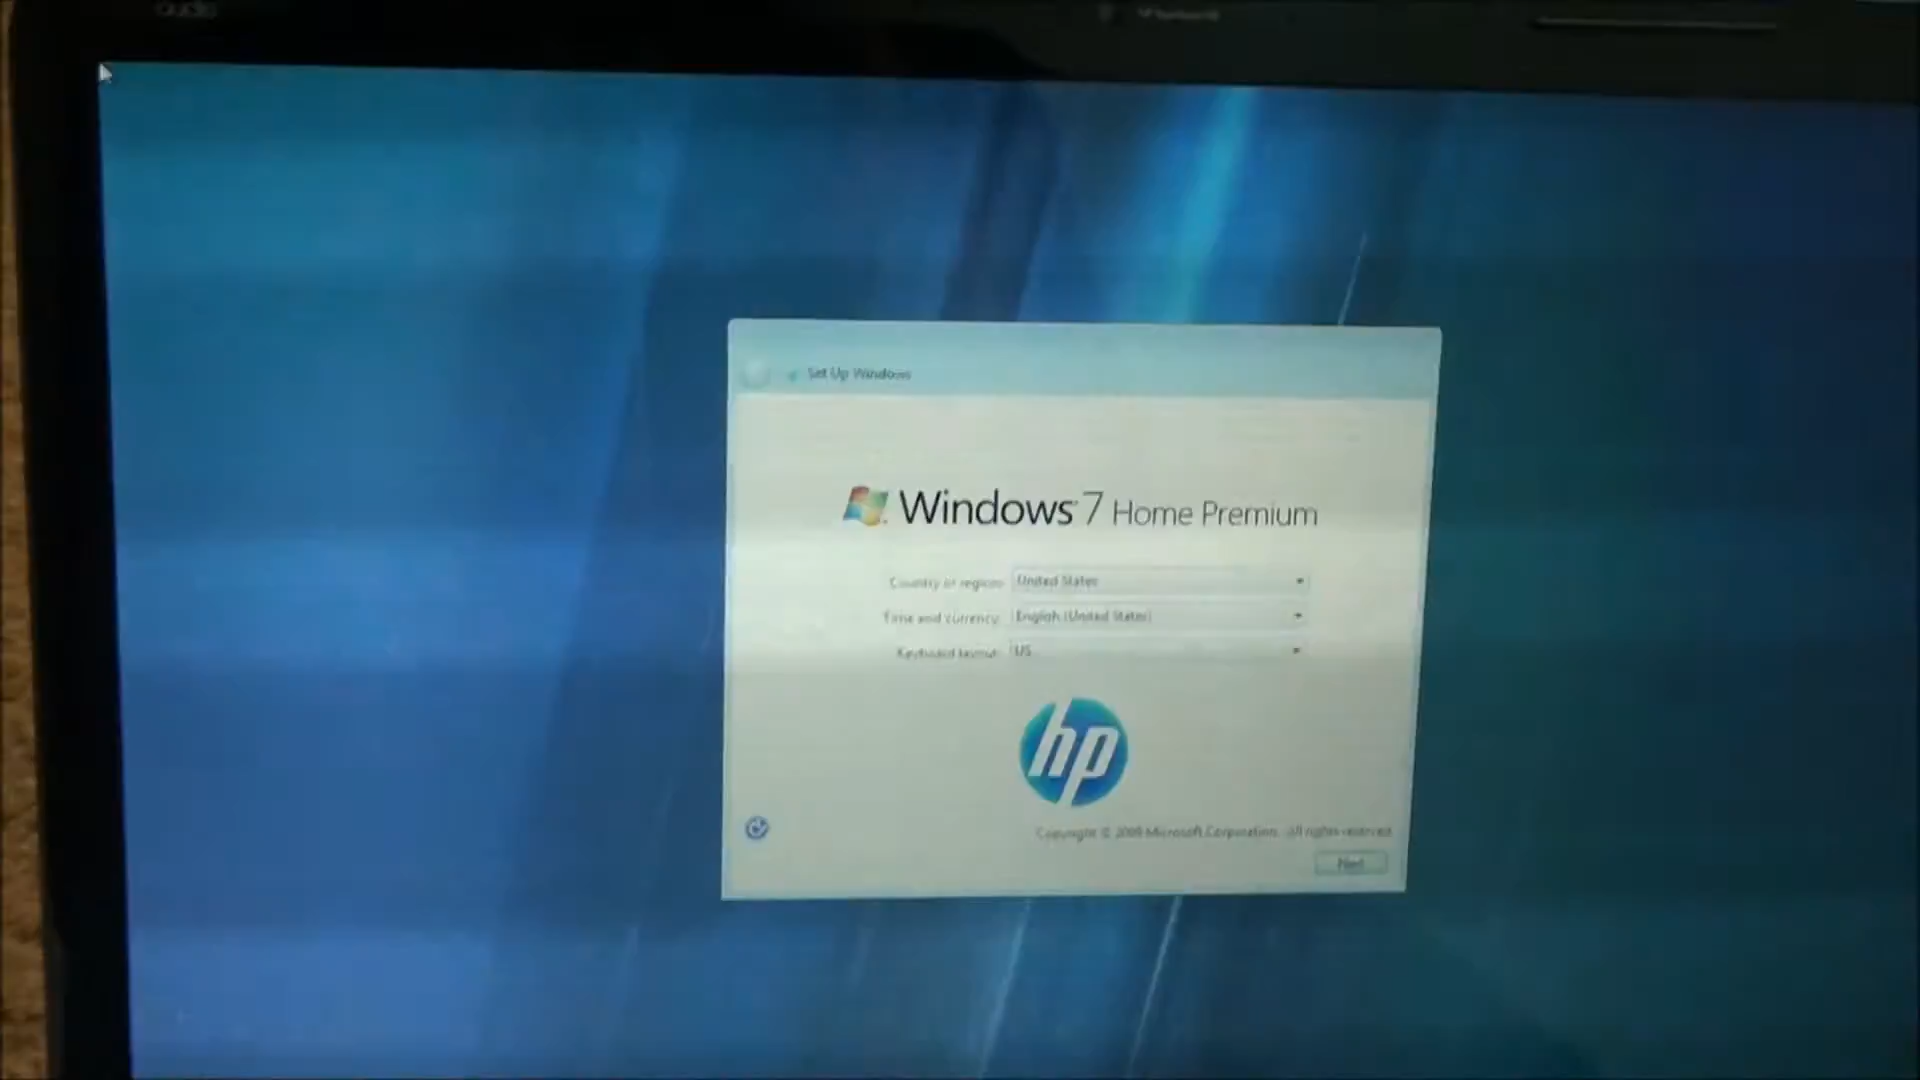 audio
Set Up Windows
Windows 7 Home Premium
Country or region: United States
Time and currency: English (United States)
Keyboard layout: US
hp
Copyright © 2009 Microsoft Corporation. All rights reserved.
Next